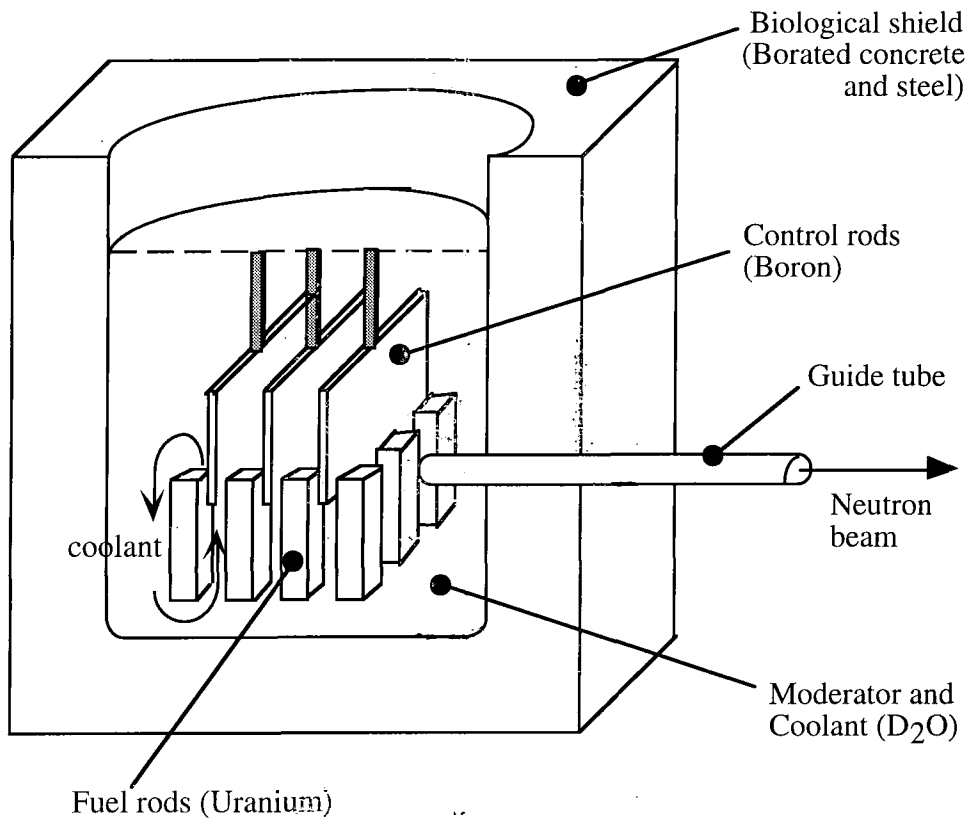 Biological shield
(Borated concrete
and steel)
Control rods
(Boron)
Guide tube
Neutron
beam
coolant
Moderator and
Coolant (D2O)
Fuel rods (Uranium)